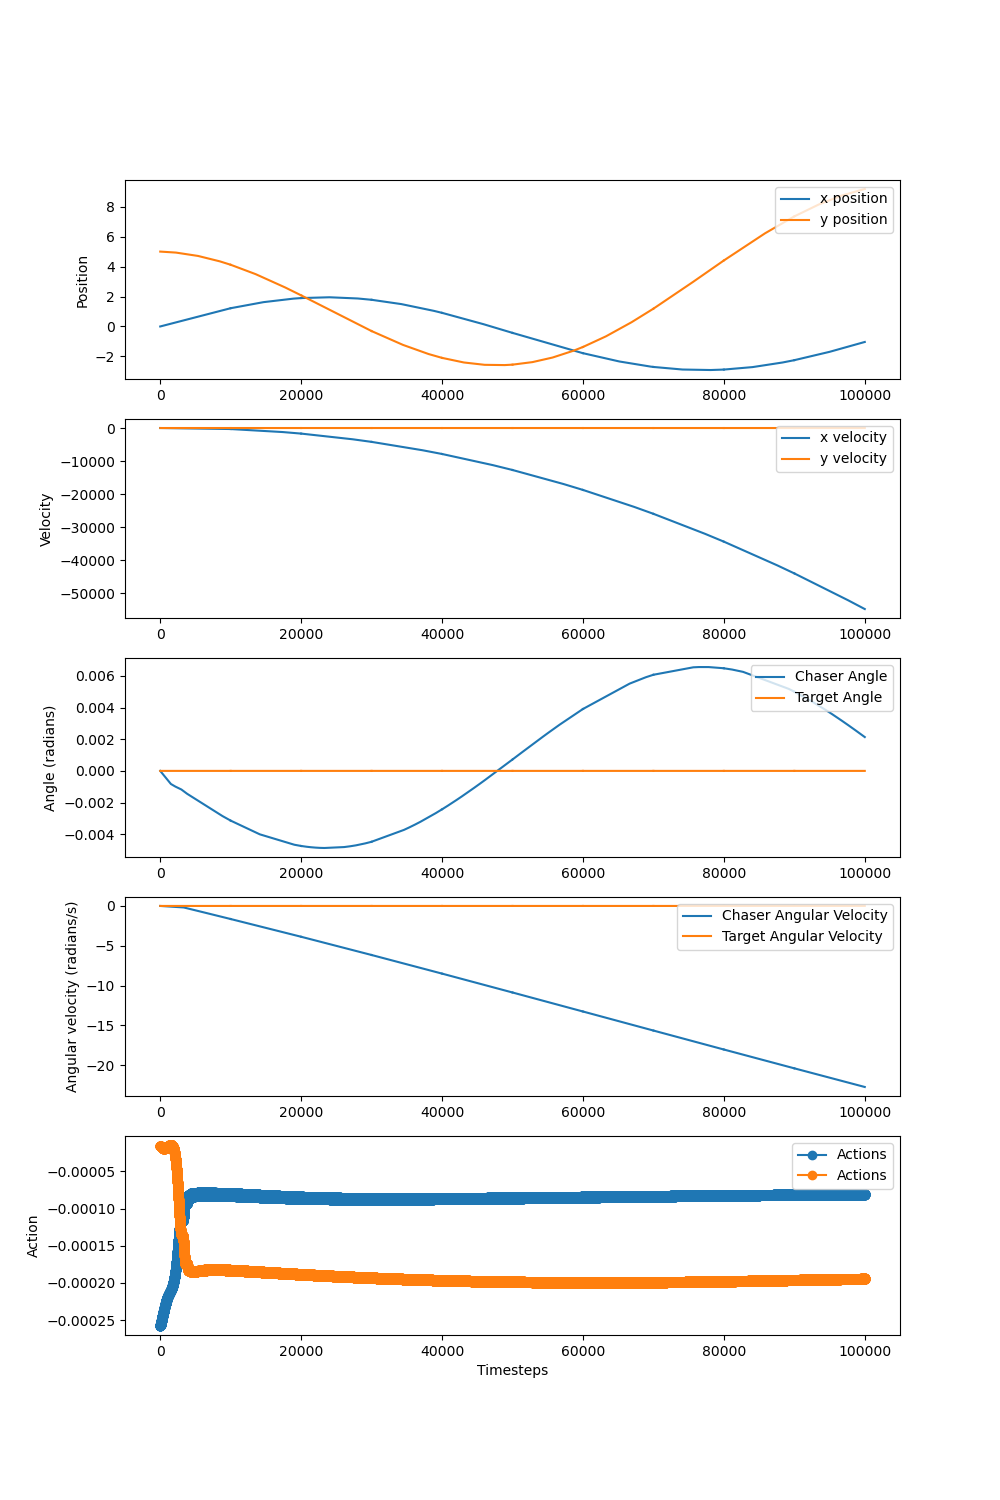 8
6
4
2
0
−2
Position
x position
y position
0 20000 40000 60000 80000 100000
0
−10000
−20000
−30000
−40000
−50000
Velocity
x velocity
y velocity
0 20000 40000 60000 80000 100000
0.006
0.004
0.002
0.000
−0.002
−0.004
Angle (radians)
Chaser Angle
Target Angle
0 20000 40000 60000 80000 100000
0
−5
−10
−15
−20
Angular velocity (radians/s)
Chaser Angular Velocity
Target Angular Velocity
0 20000 40000 60000 80000 100000
−0.00005
−0.00010
−0.00015
−0.00020
−0.00025
Action
Actions
Actions
0 20000 40000 60000 80000 100000
Timesteps